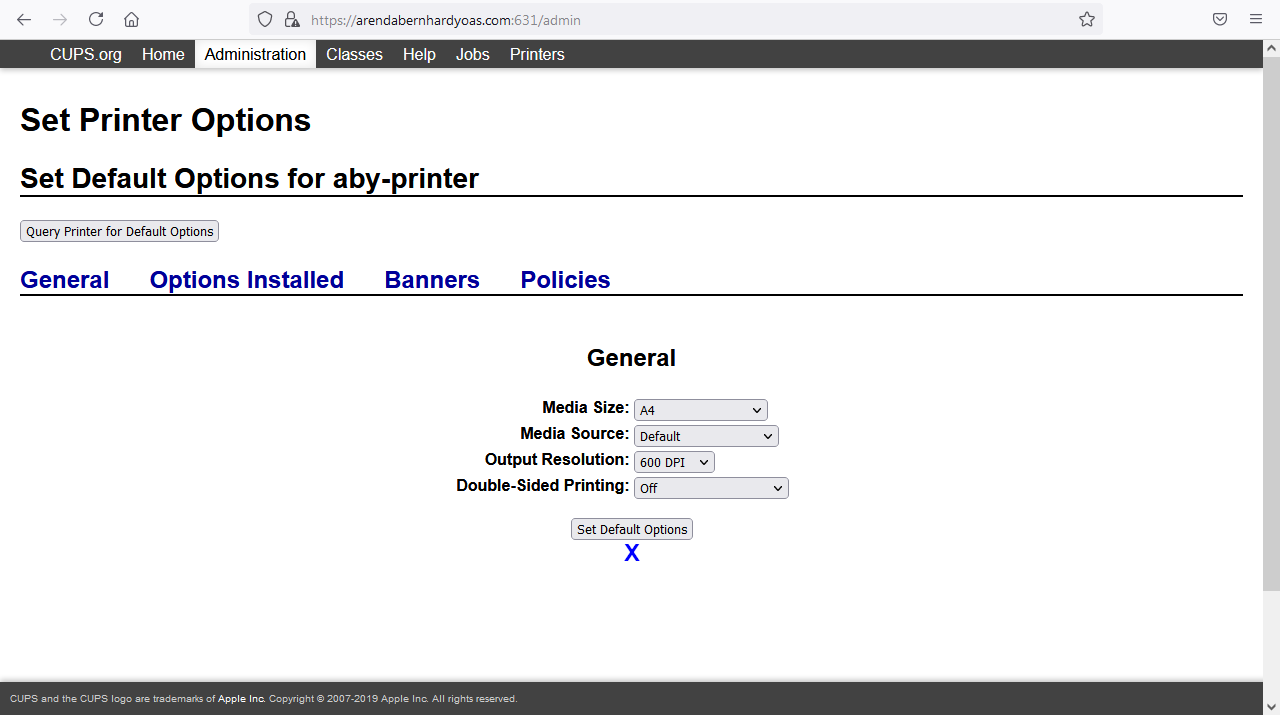 https://arendabernhardyoas.com:631/admin
CUPS.org Home Administration Classes Help Jobs Printers
Set Printer Options
Set Default Options for aby-printer
Query Printer for Default Options
General Options Installed Banners Policies
General
Media Size: A4
Media Source: Default
Output Resolution: 600 DPI
Double-Sided Printing: Off
Set Default Options
X
CUPS and the CUPS logo are trademarks of Apple Inc. Copyright © 2007-2019 Apple Inc. All rights reserved.